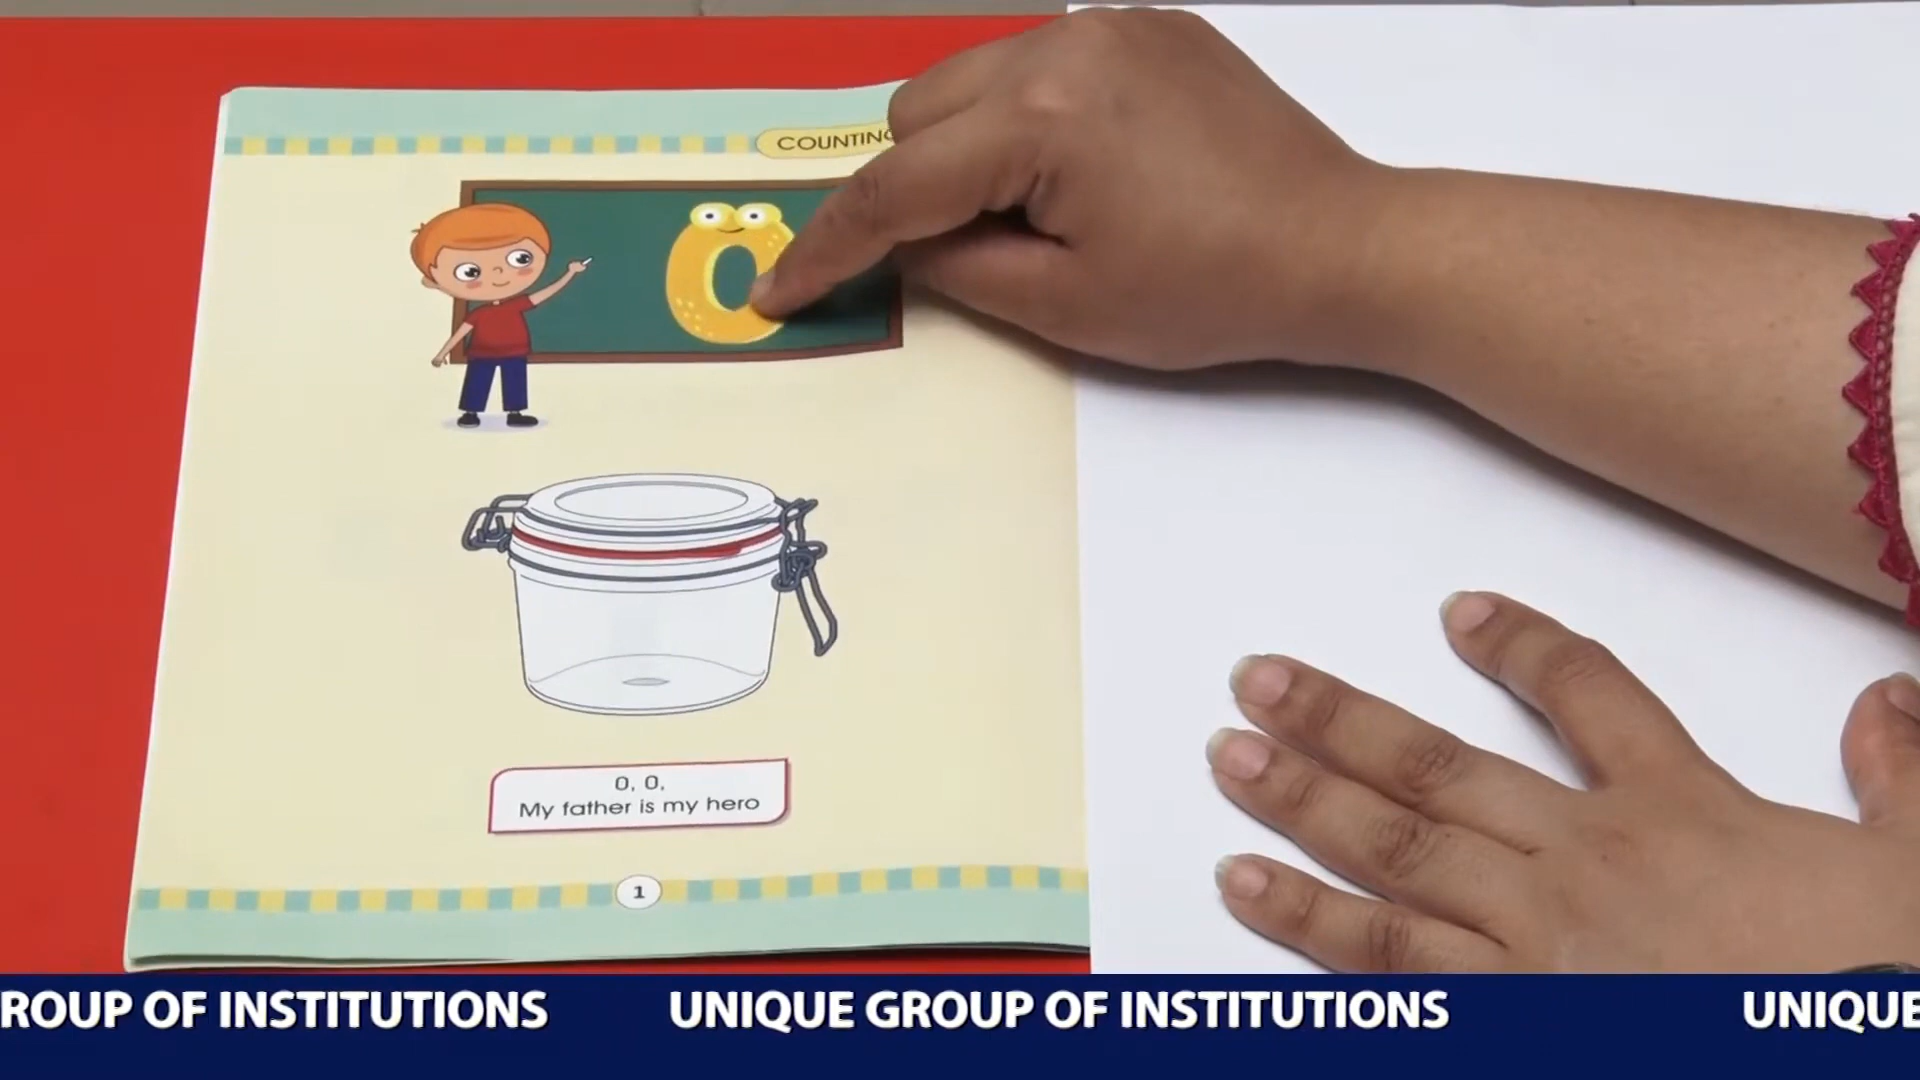 COUNTING
0
0, 0,
My father is my hero
1
ROUP OF INSTITUTIONS UNIQUE GROUP OF INSTITUTIONS UNIQUE